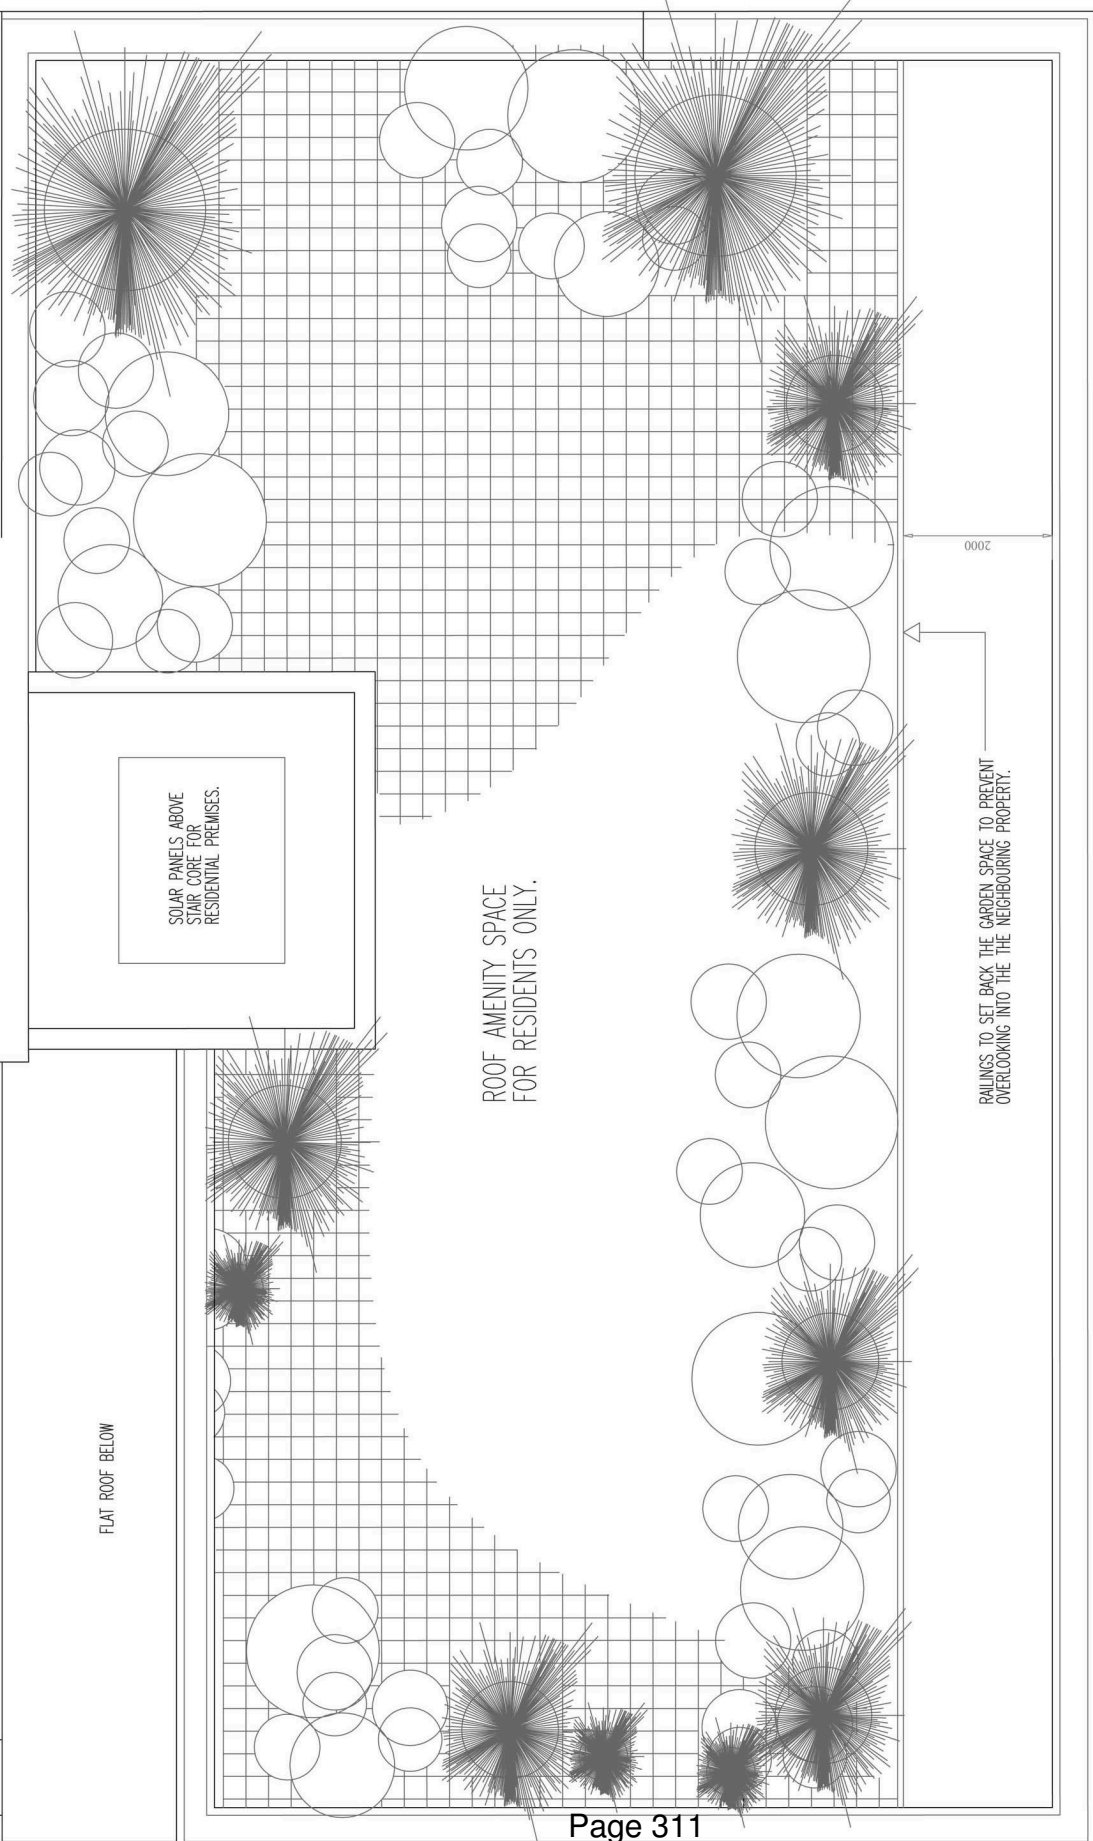 SOLAR PANELS ABOVE
STAIR CORE FOR
RESIDENTIAL PREMISES.
ROOF AMENITY SPACE
FOR RESIDENTS ONLY.
2000
RAILINGS TO SET BACK THE GARDEN SPACE TO PREVENT
OVERLOOKING INTO THE THE NEIGHBOURING PROPERTY.
FLAT ROOF BELOW
Page 311